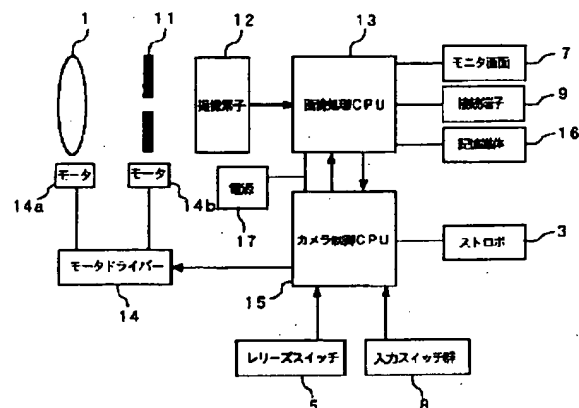 1
11
12
13
撮像素子
画像処理CPU
モニタ画面
7
接続端子
9
記憶媒体
16
モータ
14a
モータ
14b
電源
17
カメラ制御CPU
15
ストロボ
3
モータドライバー
14
レリーズスイッチ
5
入力スイッチ群
8